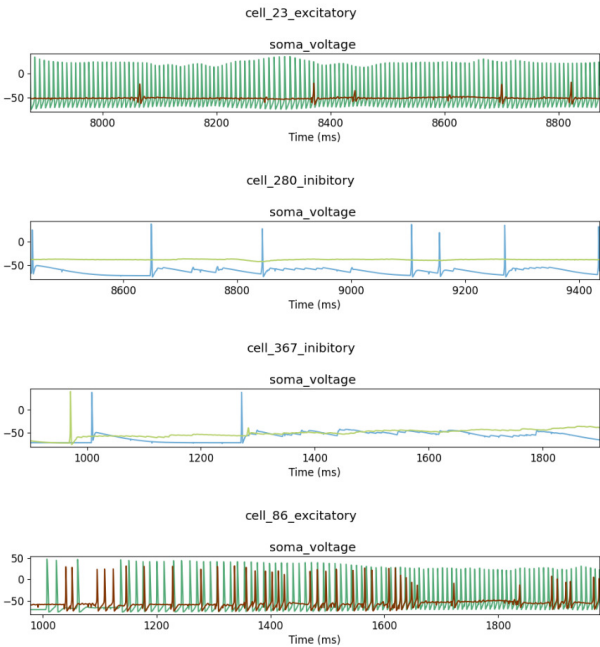 cell_23_excitatory
soma_voltage
0
−50
8000 8200 8400 8600 8800
Time (ms)
cell_280_inibitory
soma_voltage
0
−50
8600 8800 9000 9200 9400
Time (ms)
cell_367_inibitory
soma_voltage
0
−50
1000 1200 1400 1600 1800
Time (ms)
cell_86_excitatory
soma_voltage
50
0
−50
1000 1200 1400 1600 1800
Time (ms)